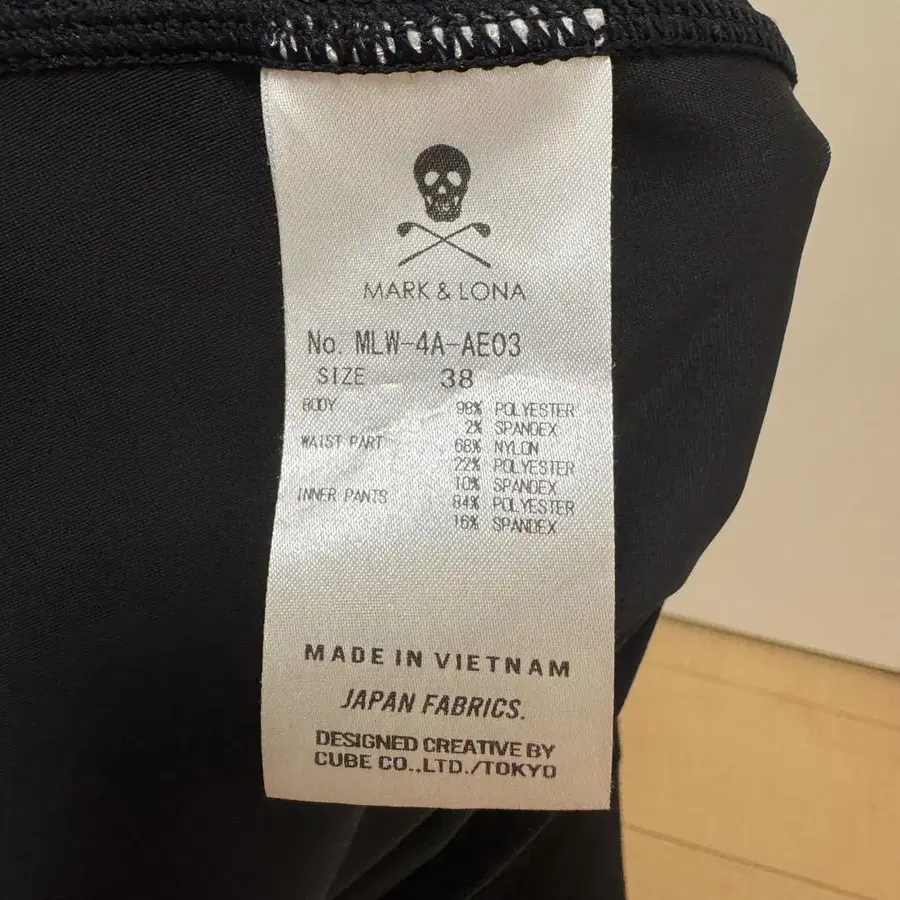 MARK & LONA
No. MLW-4A-AE03
SIZE 38
BODY 98% POLYESTER
2% SPANDEX
WAIST PART 68% NYLON
22% POLYESTER
10% SPANDEX
INNER PANTS 84% POLYESTER
16% SPANDEX
MADE IN VIETNAM
JAPAN FABRICS.
DESIGNED CREATIVE BY
CUBE CO.,LTD./TOKYO